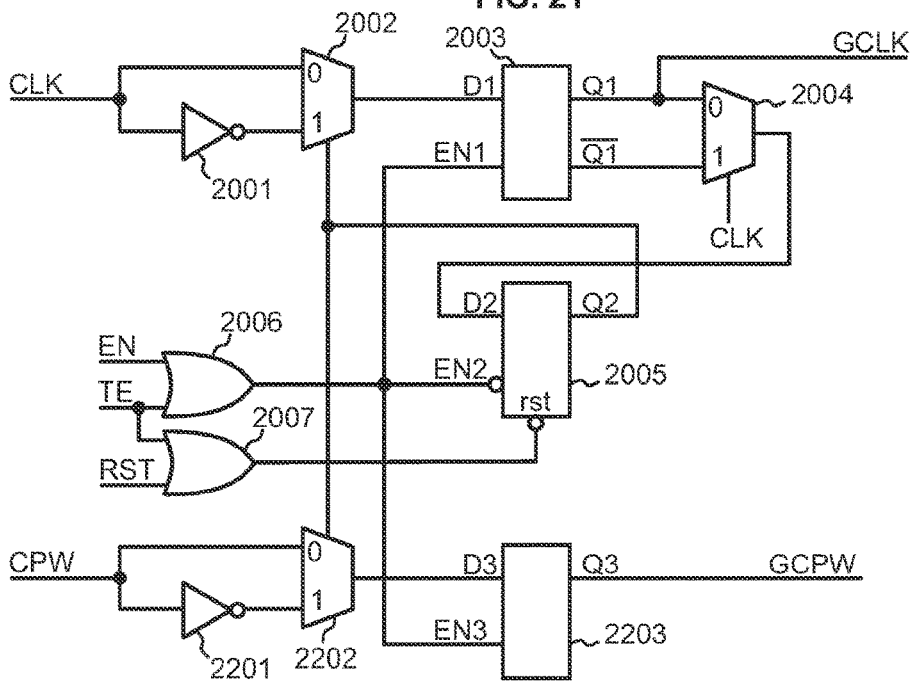 FIG. 21
2002
2003
GCLK
CLK
0
D1
Q1
0
2004
1
EN1
Q1
1
2001
CLK
D2
Q2
EN
2006
EN2
2005
TE
rst
2007
RST
CPW
0
D3
Q3
GCPW
1
EN3
2203
2201
2202